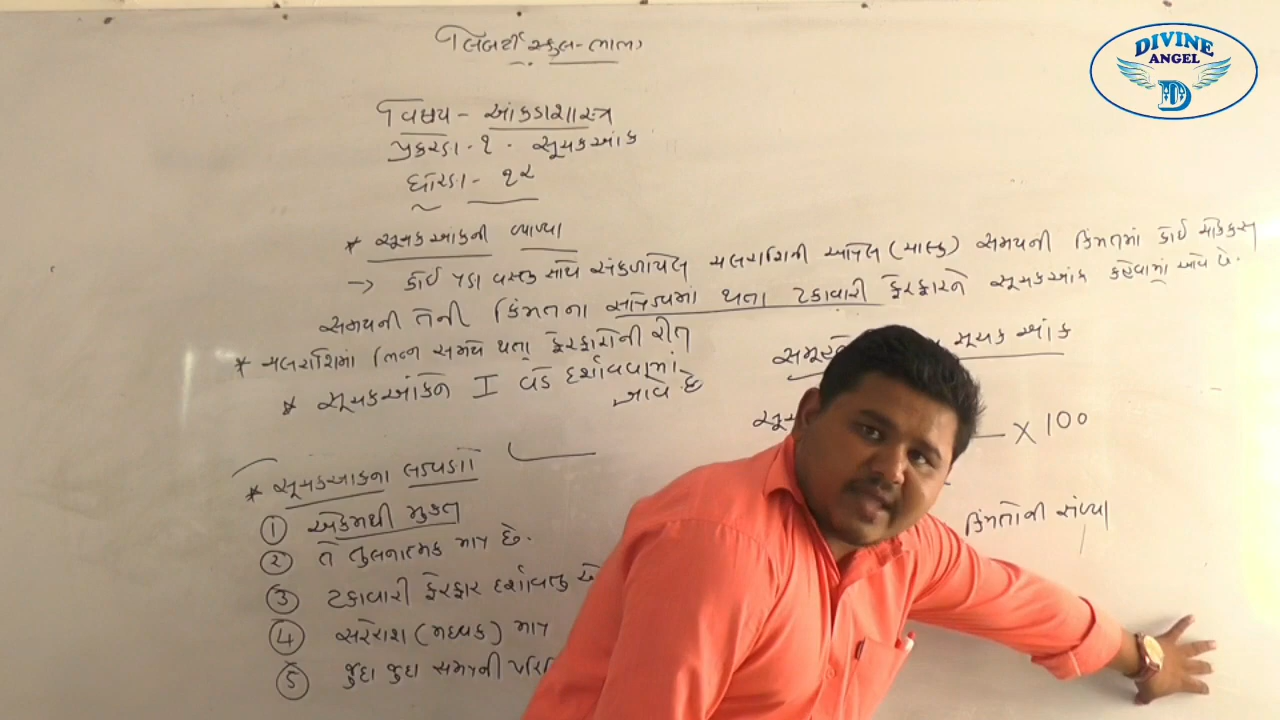 DIVINE
ANGEL
D
લિબર્ટી સ્કુલ-
વિષય - આંકડાશાસ્ત્ર
પ્રકરણ - ૧ - સૂચકઆંક
ધોરણ - ૧૨
* સૂચકઆંકની વ્યાખ્યા
→ કોઈ પણ વસ્તુ સાથે સંકળાયેલ ચલરાશિની (ચાલુ) સમયની કિંમતમાં કોઈ ચોક્કસ
સમયની તેની કિંમતના સાપેક્ષમાં થતા ટકાવારી ફેરફારને સૂચકઆંક કહેવામાં આવે છે.
* ચલરાશિમાં ભિન્ન સમયે થતા ફેરફારોની રીત
* સૂચકઆંકને I વડે દર્શાવવામાં
આવે છે
સૂચક આંક
X 100
કિંમતોની સંખ્યા
* સૂચકઆંકના લક્ષણો
① એકમથી મુક્ત
② તે તુલનાત્મક માપ છે.
③ ટકાવારી ફેરફાર દર્શાવતુ
④ સરેરાશ (મધ્યક) માપ
⑤ જુદા જુદા સમયની